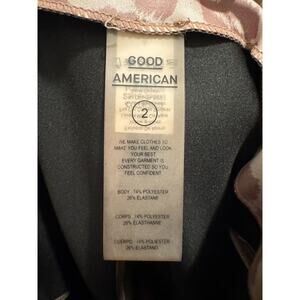 GOOD
AMERICAN
2
WE MAKE CLOTHES TO
MAKE YOU FEEL AND LOOK
YOUR BEST
EVERY GARMENT IS
CONSTRUCTED SO YOU
FEEL CONFIDENT
BODY: 74% POLYESTER
26% ELASTANE
CORPS: 74% POLYESTER
26% ELASTHANNE
CUERPO: 74% POLIESTER
26% ELASTANO